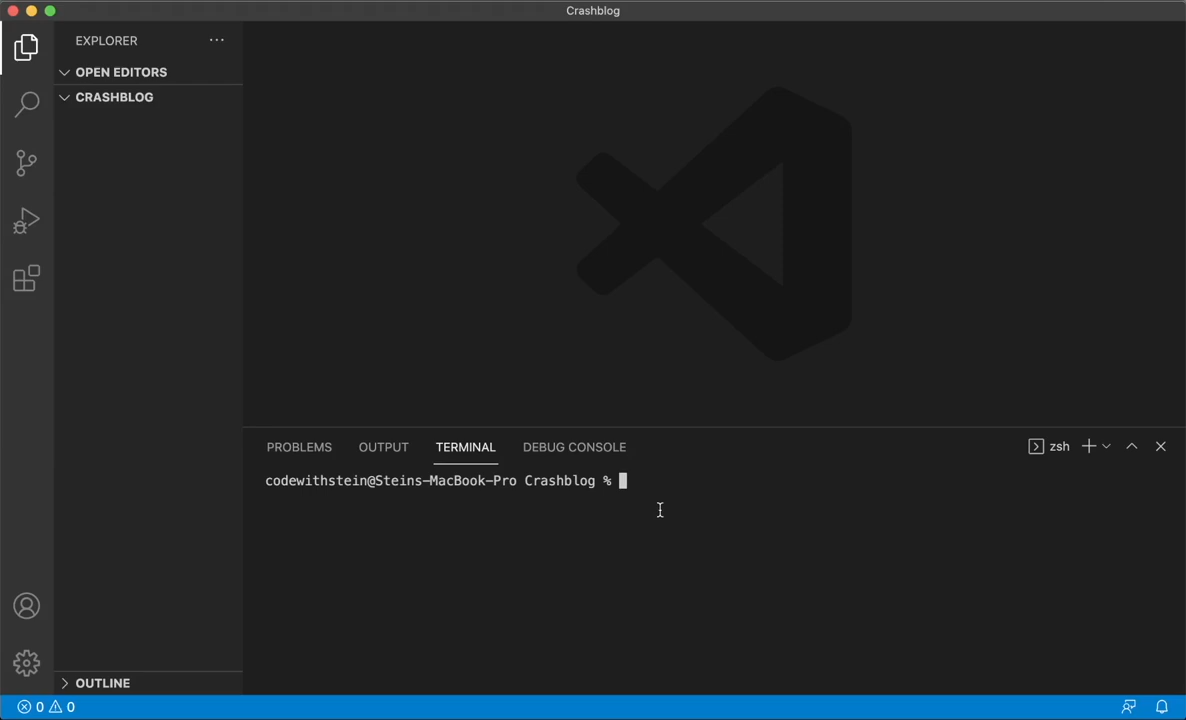 Crashblog
EXPLORER
OPEN EDITORS
CRASHBLOG
PROBLEMS OUTPUT TERMINAL DEBUG CONSOLE zsh
codewithstein@Steins-MacBook-Pro Crashblog %
OUTLINE
0 0